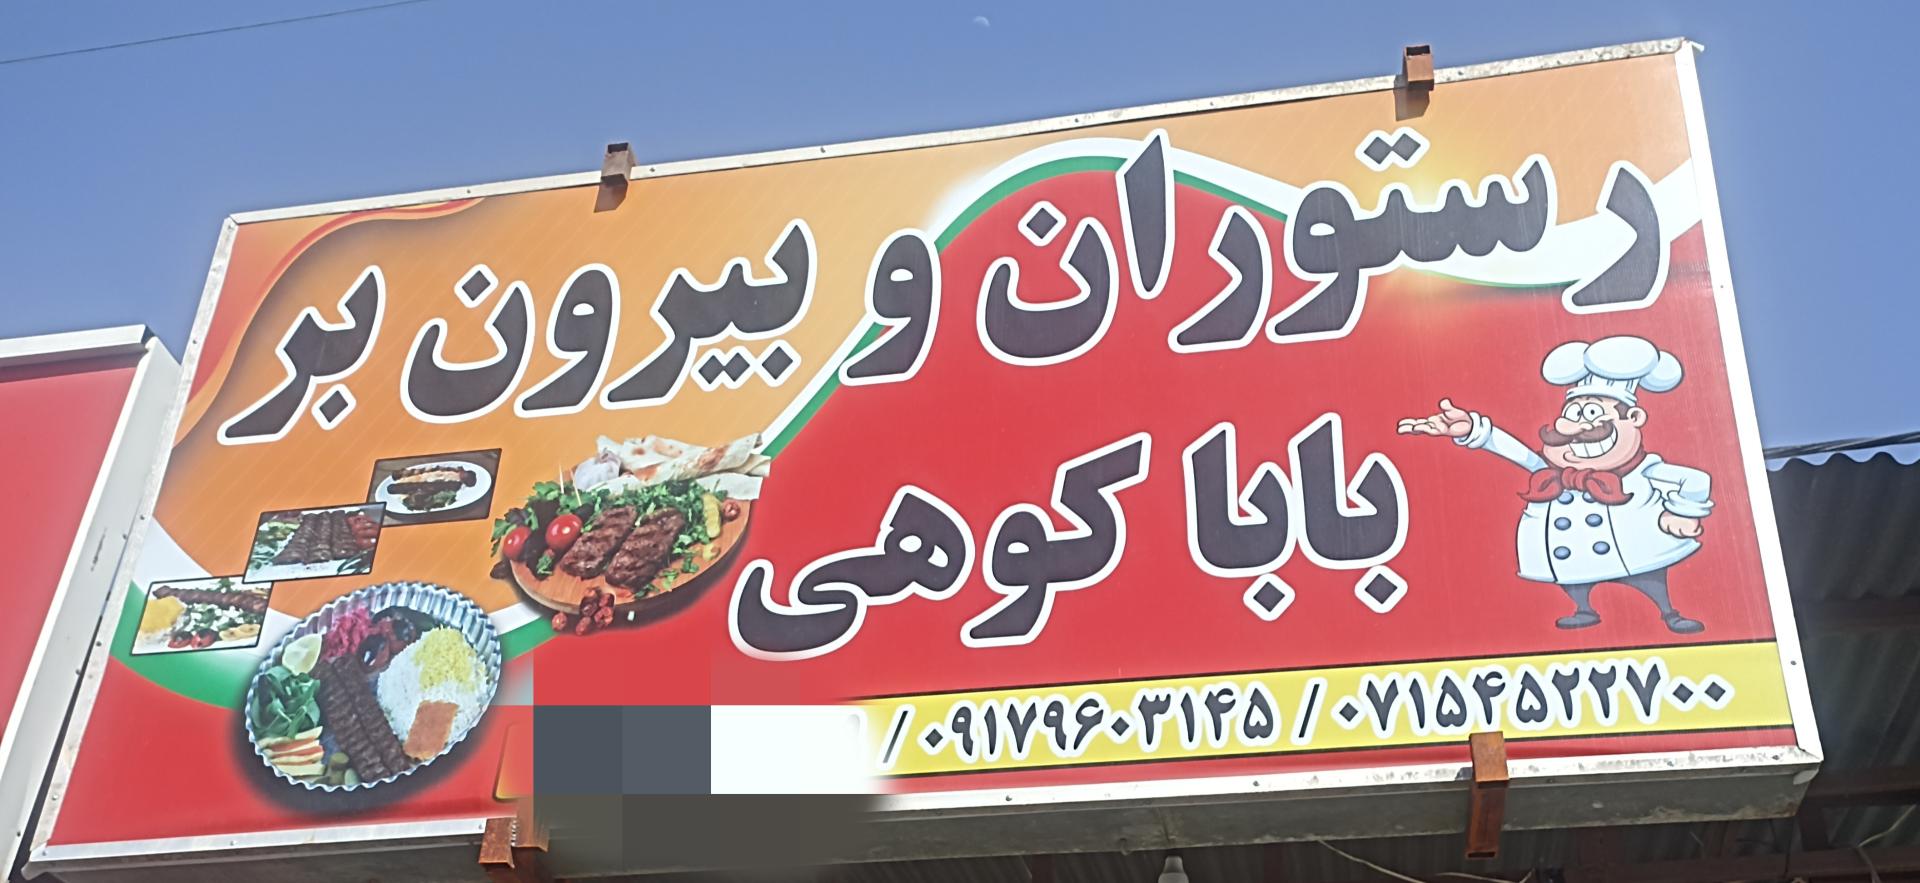 رستوران و بیرون بر
بابا کوهی
۰۷۱۵۴۵۲۲۷۰۰ / ۰۹۱۷۹۶۰۳۱۴۵ /